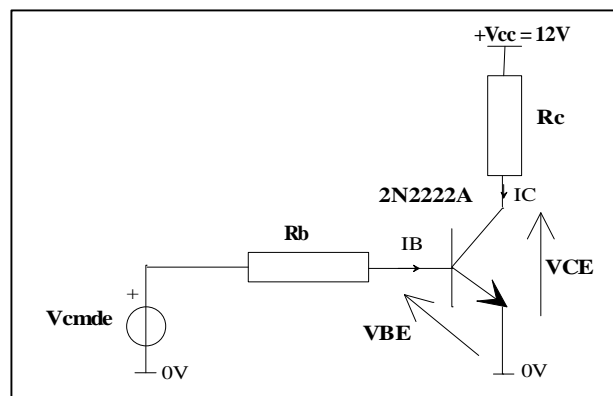 +Vcc = 12V
Rc
2N2222A
IC
Rb
IB
VCE
+
Vcmde
VBE
0V
0V